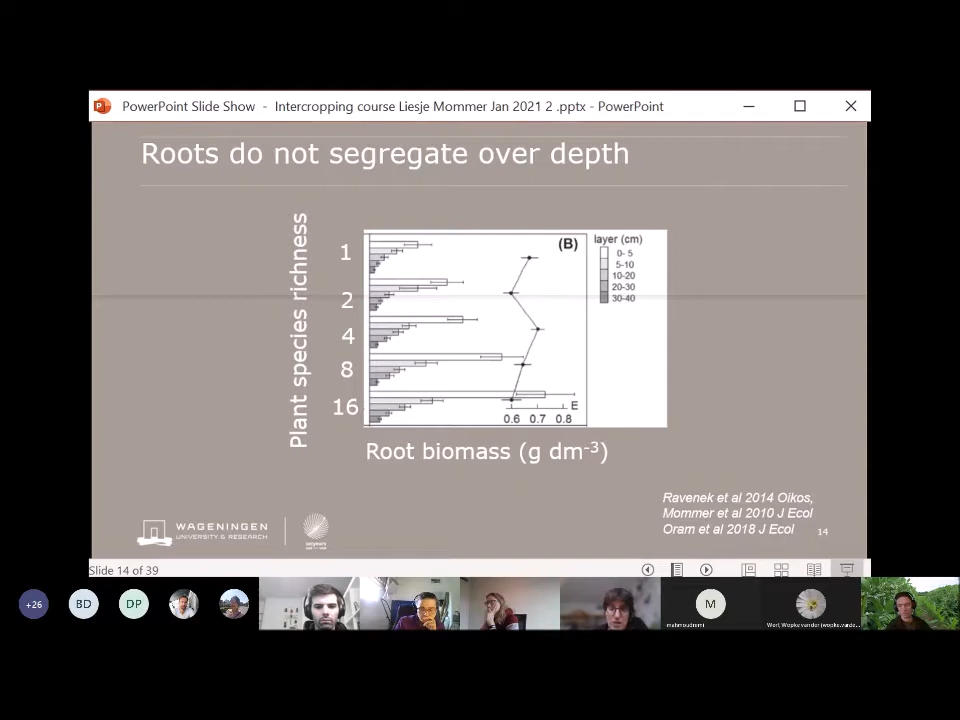 PowerPoint Slide Show - Intercropping course Liesje Mommer Jan 2021 2 .pptx - PowerPoint
Roots do not segregate over depth
Plant species richness
1
2
4
8
16
(B)
E
0.6 0.7 0.8
layer (cm)
0-5
5-10
10-20
20-30
30-40
Root biomass (g dm-3)
Ravenek et al 2014 Oikos,
Mommer et al 2010 J Ecol
Oram et al 2018 J Ecol
14
WAGENINGEN
UNIVERSITY & RESEARCH
Slide 14 of 39
+26
BD
DP
M